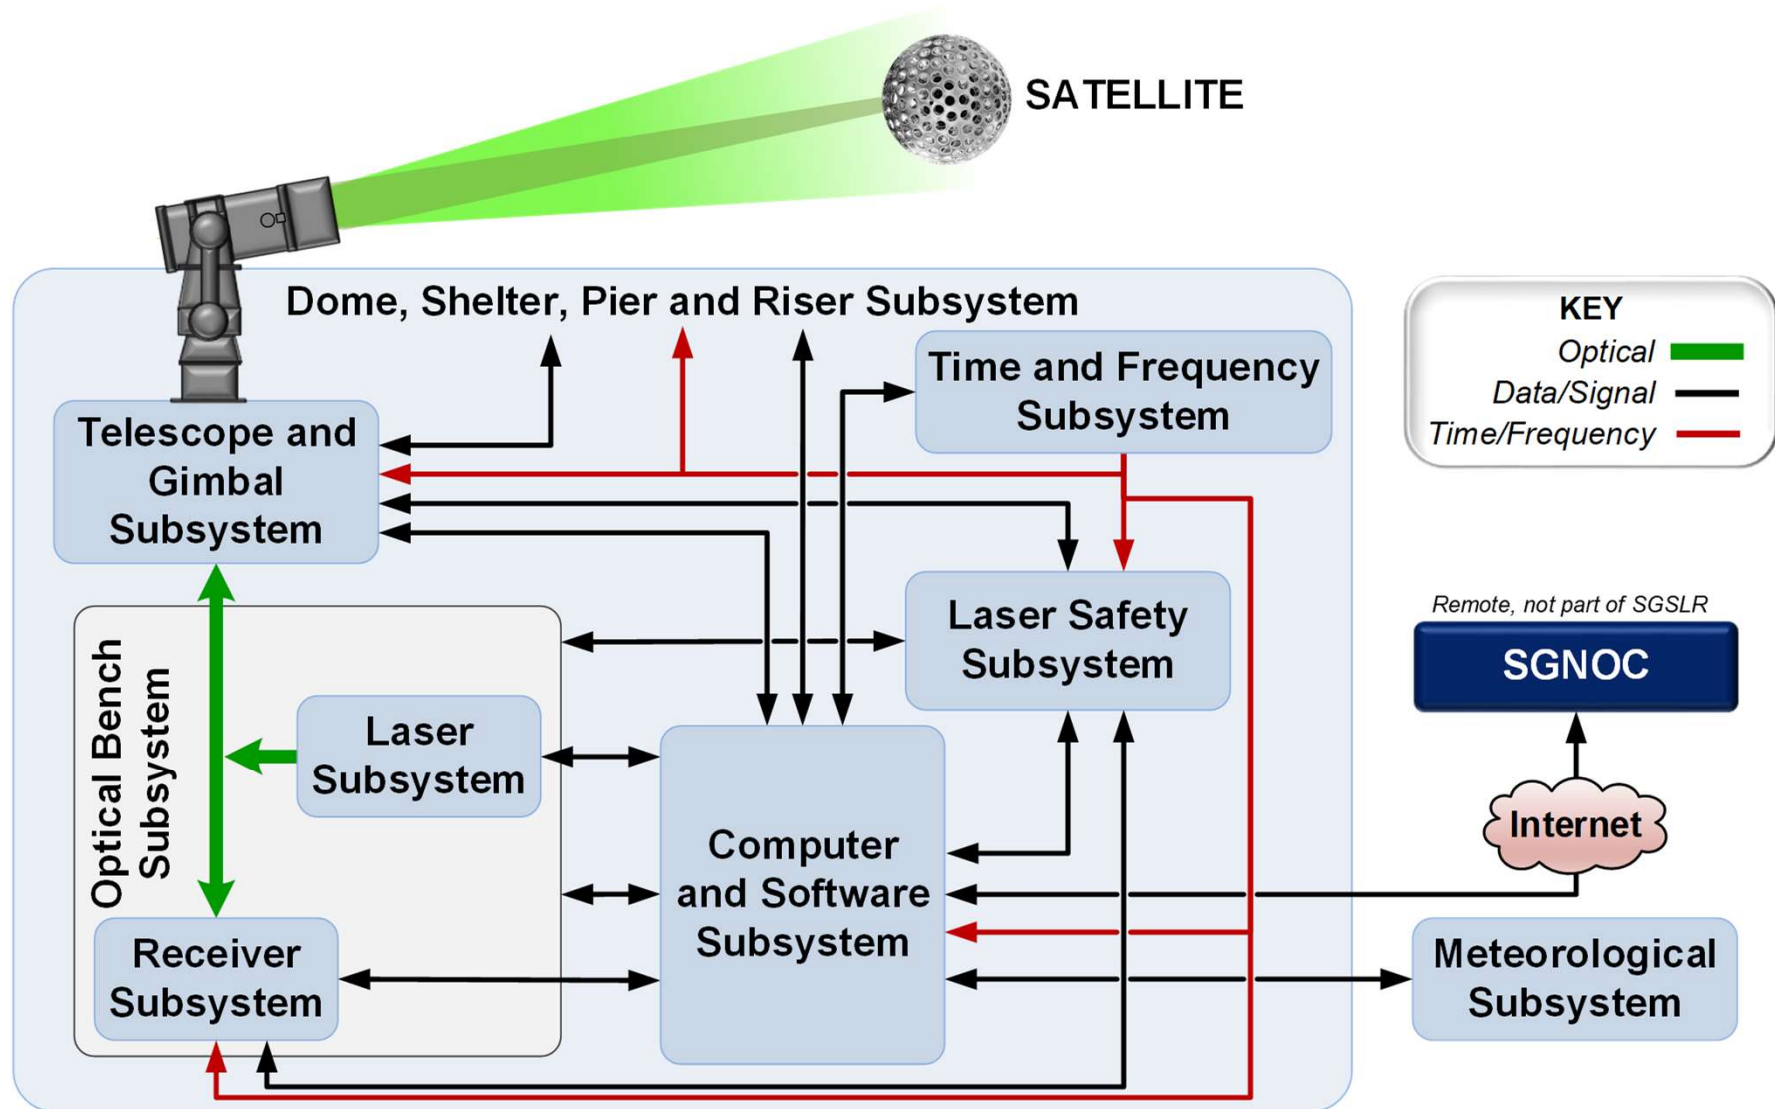 SATELLITE
Dome, Shelter, Pier and Riser Subsystem
KEY
Optical
Data/Signal
Time/Frequency
Time and Frequency
Subsystem
Telescope and
Gimbal
Subsystem
Laser Safety
Subsystem
Remote, not part of SGSLR
SGNOC
Optical Bench
Subsystem
Laser
Subsystem
Internet
Computer
and Software
Subsystem
Receiver
Subsystem
Meteorological
Subsystem